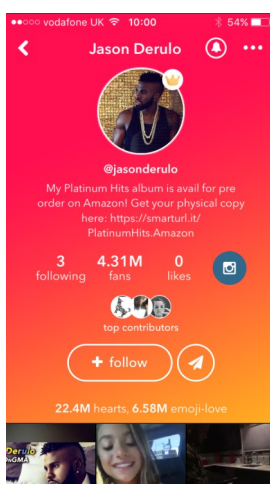 vodafone UK 10:00 54%
Jason Derulo
@jasonderulo
My Platinum Hits album is avail for pre
order on Amazon! Get your physical copy
here: https://smarturl.it/
PlatinumHits.Amazon
3 4.31M 0
following fans likes
top contributors
+ follow
22.4M hearts, 6.58M emoji-love
Derulo
OnGMA